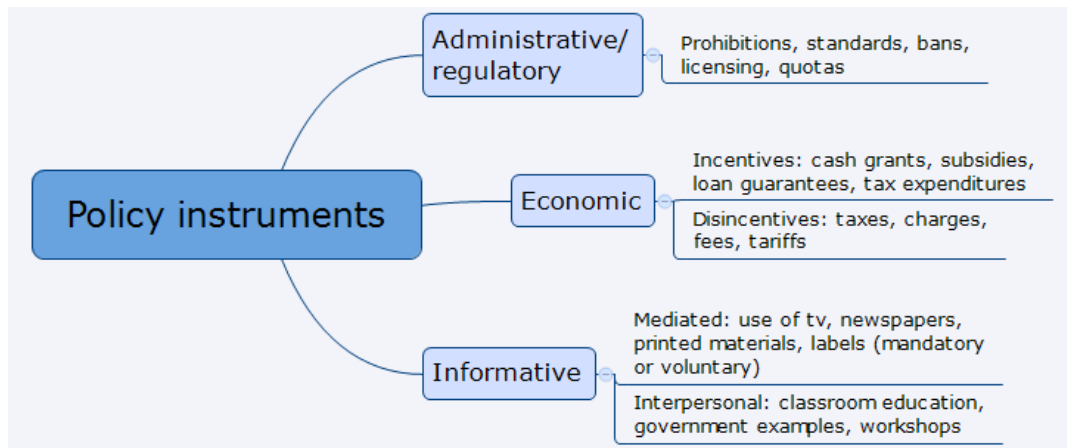 Policy instruments
Administrative/
regulatory
Prohibitions, standards, bans,
licensing, quotas
Economic
Incentives: cash grants, subsidies,
loan guarantees, tax expenditures
Disincentives: taxes, charges,
fees, tariffs
Informative
Mediated: use of tv, newspapers,
printed materials, labels (mandatory
or voluntary)
Interpersonal: classroom education,
government examples, workshops